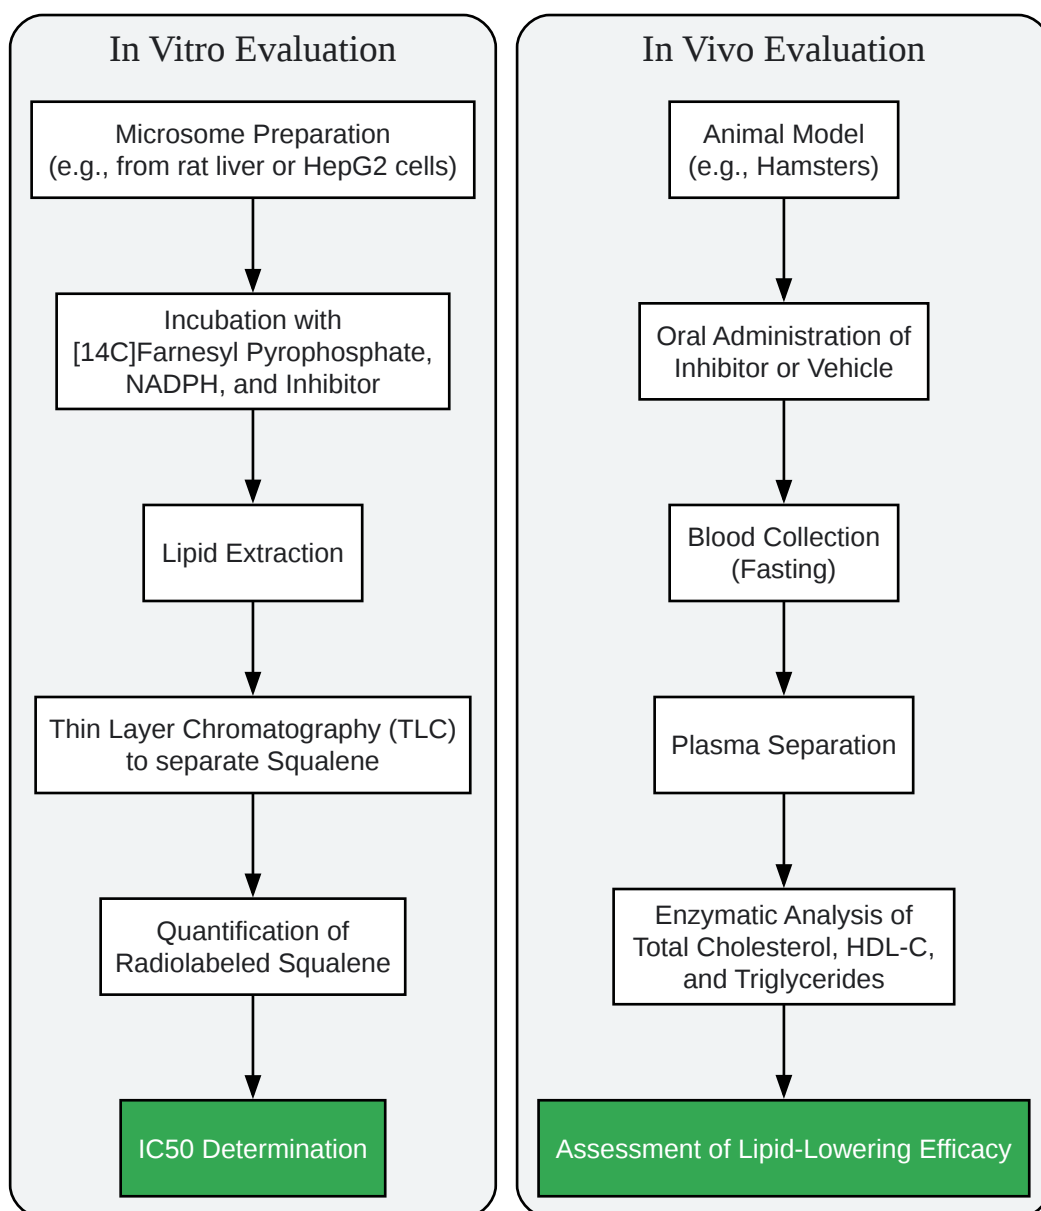 In Vitro Evaluation
Microsome Preparation
(e.g., from rat liver or HepG2 cells)
Incubation with
[14C]Farnesyl Pyrophosphate,
NADPH, and Inhibitor
Lipid Extraction
Thin Layer Chromatography (TLC)
to separate Squalene
Quantification of
Radiolabeled Squalene
IC50 Determination
In Vivo Evaluation
Animal Model
(e.g., Hamsters)
Oral Administration of
Inhibitor or Vehicle
Blood Collection
(Fasting)
Plasma Separation
Enzymatic Analysis of
Total Cholesterol, HDL-C,
and Triglycerides
Assessment of Lipid-Lowering Efficacy